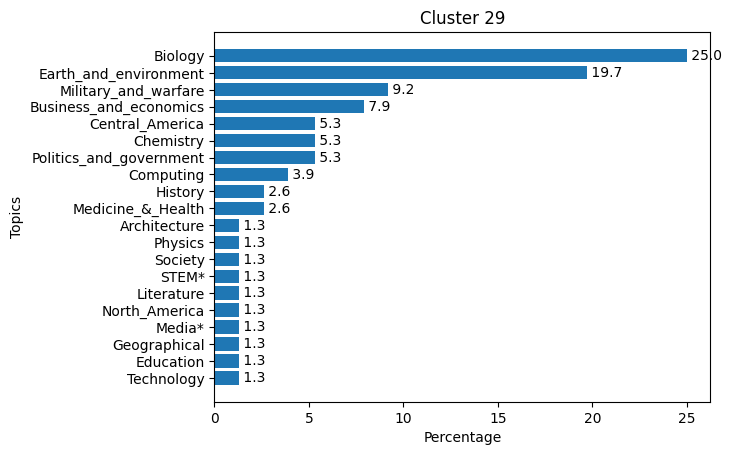 Cluster 29
Topics
Biology 25.0
Earth_and_environment 19.7
Military_and_warfare 9.2
Business_and_economics 7.9
Central_America 5.3
Chemistry 5.3
Politics_and_government 5.3
Computing 3.9
History 2.6
Medicine_&_Health 2.6
Architecture 1.3
Physics 1.3
Society 1.3
STEM* 1.3
Literature 1.3
North_America 1.3
Media* 1.3
Geographical 1.3
Education 1.3
Technology 1.3
0 5 10 15 20 25
Percentage